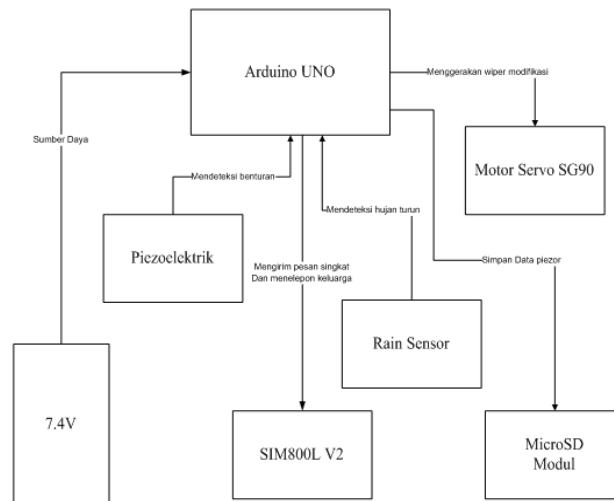 Arduino UNO
Menggerakan wiper modifikasi
Sumber Daya
Motor Servo SG90
Mendeteksi benturan
Mendeteksi hujan turun
Piezoelektrik
Mengirim pesan singkat
Dan menelepon keluarga
Simpan Data piezor
Rain Sensor
7.4V
SIM800L V2
MicroSD
Modul